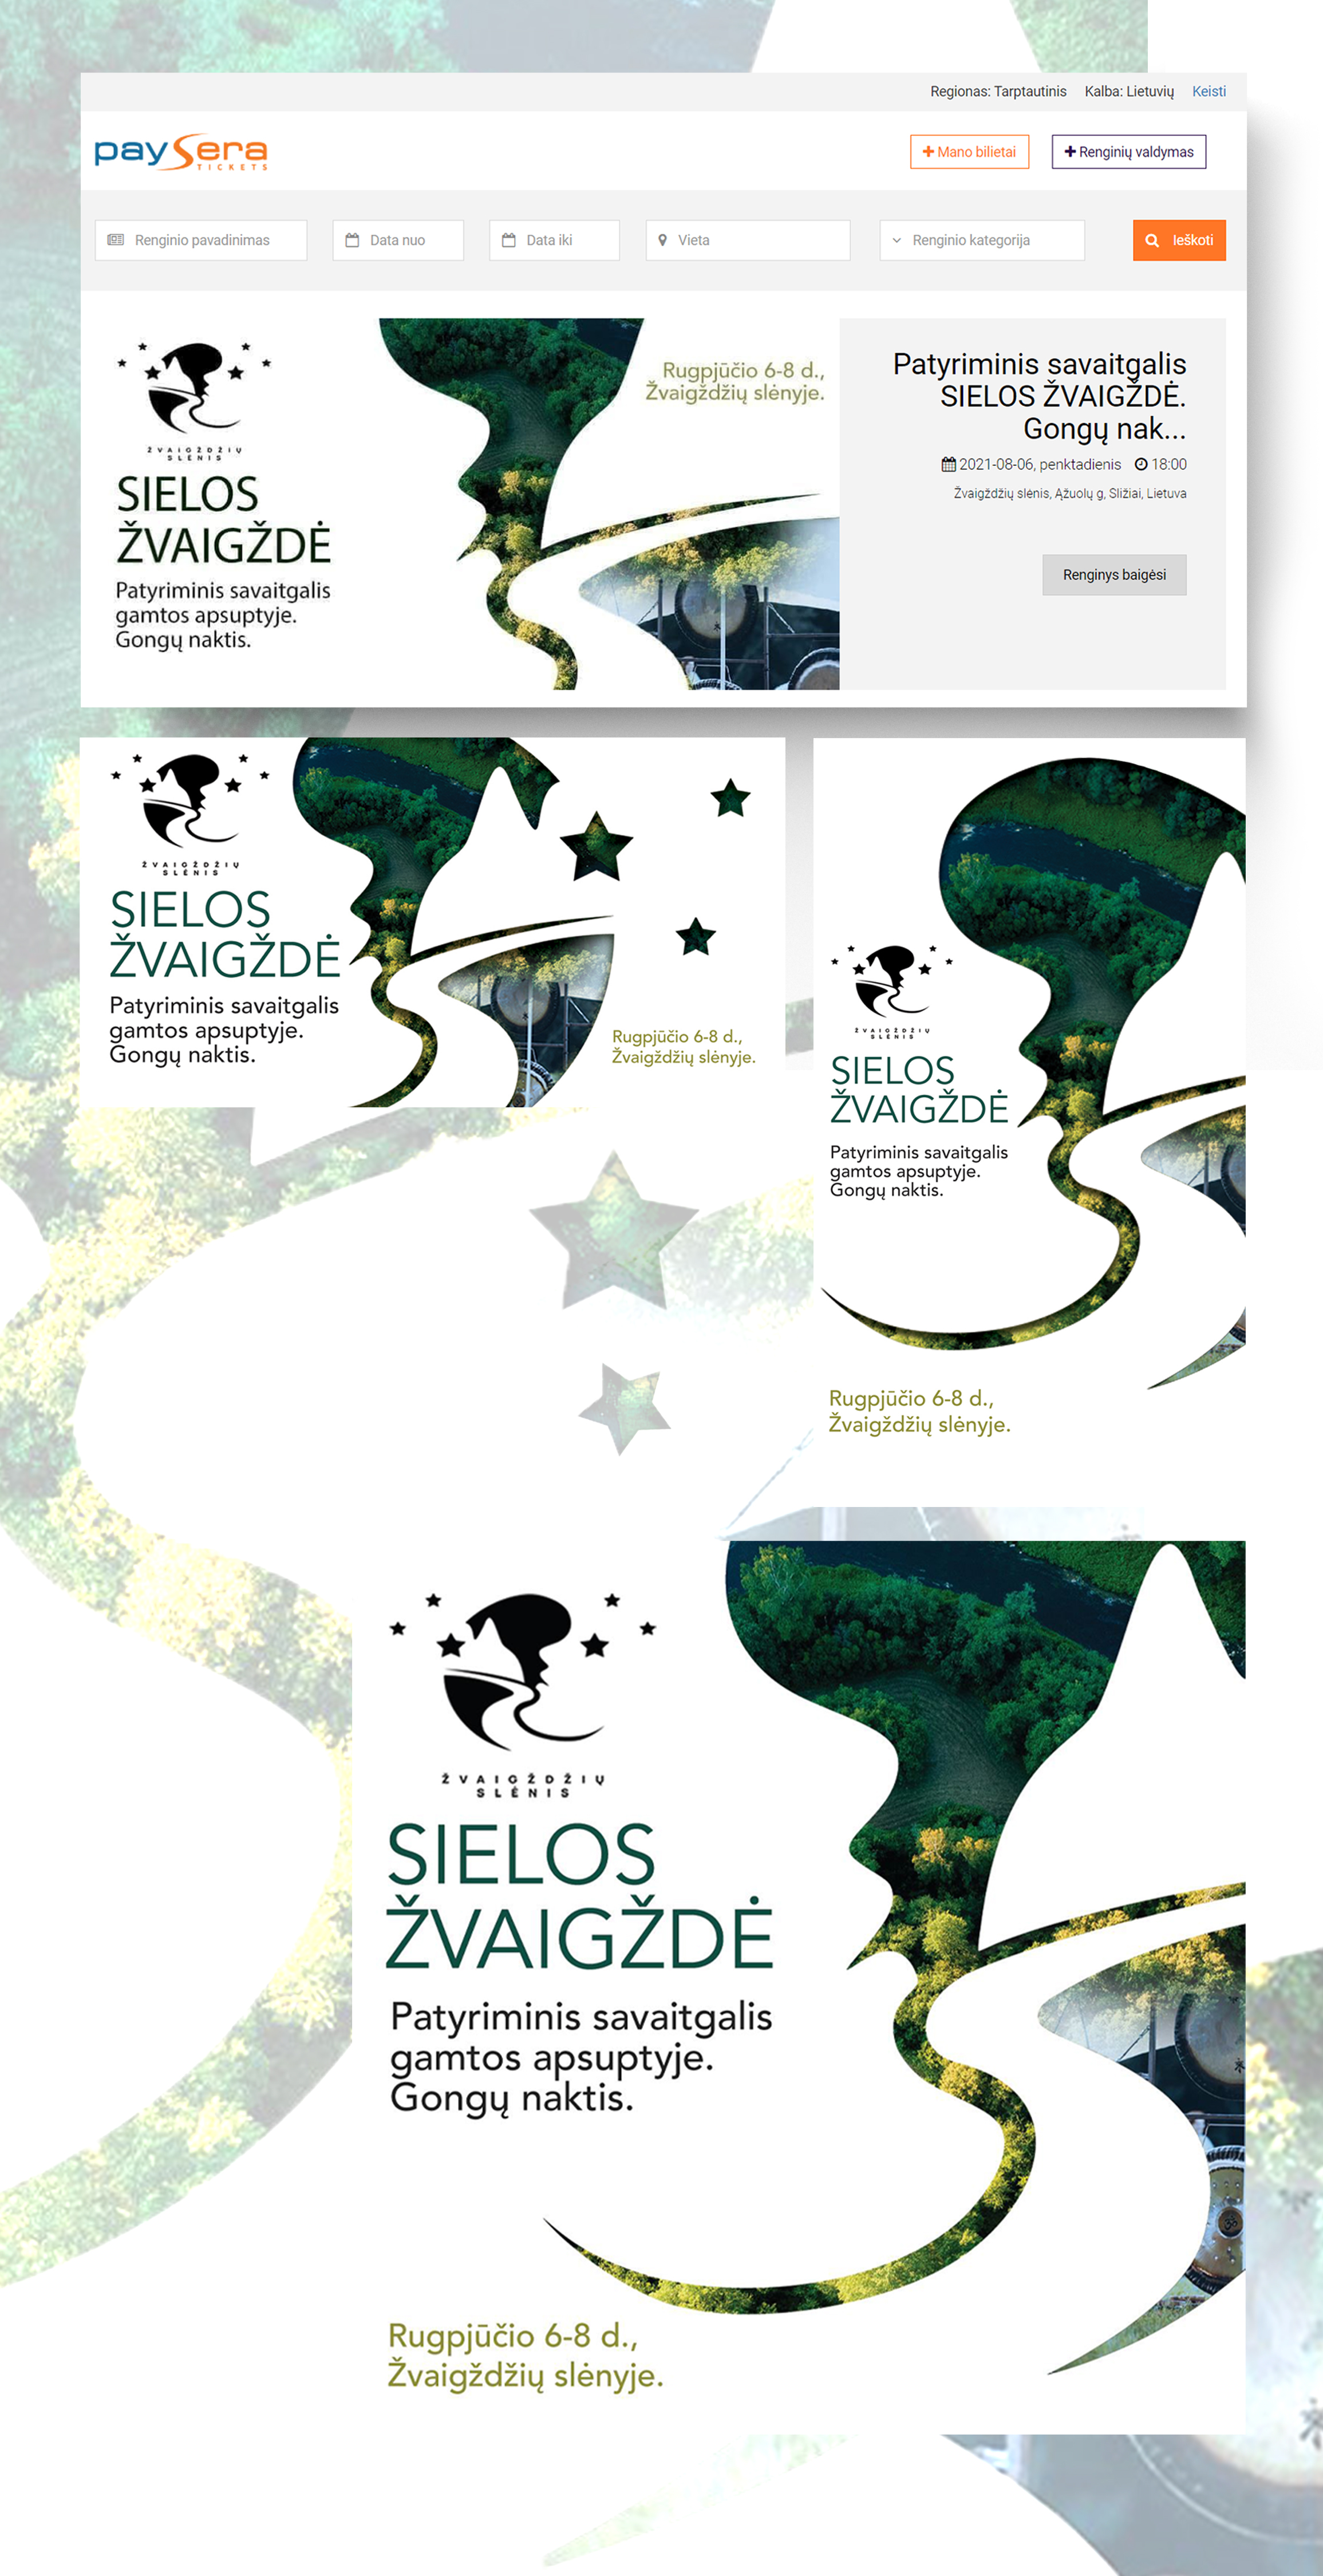 Regionas: Tarptautinis Kalba: Lietuvių Keisti
paysera
TICKETS
Mano bilietai
Renginių valdymas
Renginio pavadinimas
Data nuo
Data iki
Vieta
Renginio kategorija
Ieškoti
ŽVAIGŽDŽIŲ
SLĖNIS
SIELOS
ŽVAIGŽDĖ
Patyriminis savaitgalis
gamtos apsuptyje.
Gongų naktis.
Rugpjūčio 6-8 d.,
Žvaigždžių slėnyje.
Patyriminis savaitgalis
SIELOS ŽVAIGŽDĖ.
Gongų nak...
2021-08-06, penktadienis 18:00
Žvaigždžių slėnis, Ąžuolų g, Sližiai, Lietuva
Renginys baigėsi
ŽVAIGŽDŽIŲ
SLĖNIS
SIELOS
ŽVAIGŽDĖ
Patyriminis savaitgalis
gamtos apsuptyje.
Gongų naktis.
Rugpjūčio 6-8 d.,
Žvaigždžių slėnyje.
ŽVAIGŽDŽIŲ
SLĖNIS
SIELOS
ŽVAIGŽDĖ
Patyriminis savaitgalis
gamtos apsuptyje.
Gongų naktis.
Rugpjūčio 6-8 d.,
Žvaigždžių slėnyje.
ŽVAIGŽDŽIŲ
SLĖNIS
SIELOS
ŽVAIGŽDĖ
Patyriminis savaitgalis
gamtos apsuptyje.
Gongų naktis.
Rugpjūčio 6-8 d.,
Žvaigždžių slėnyje.